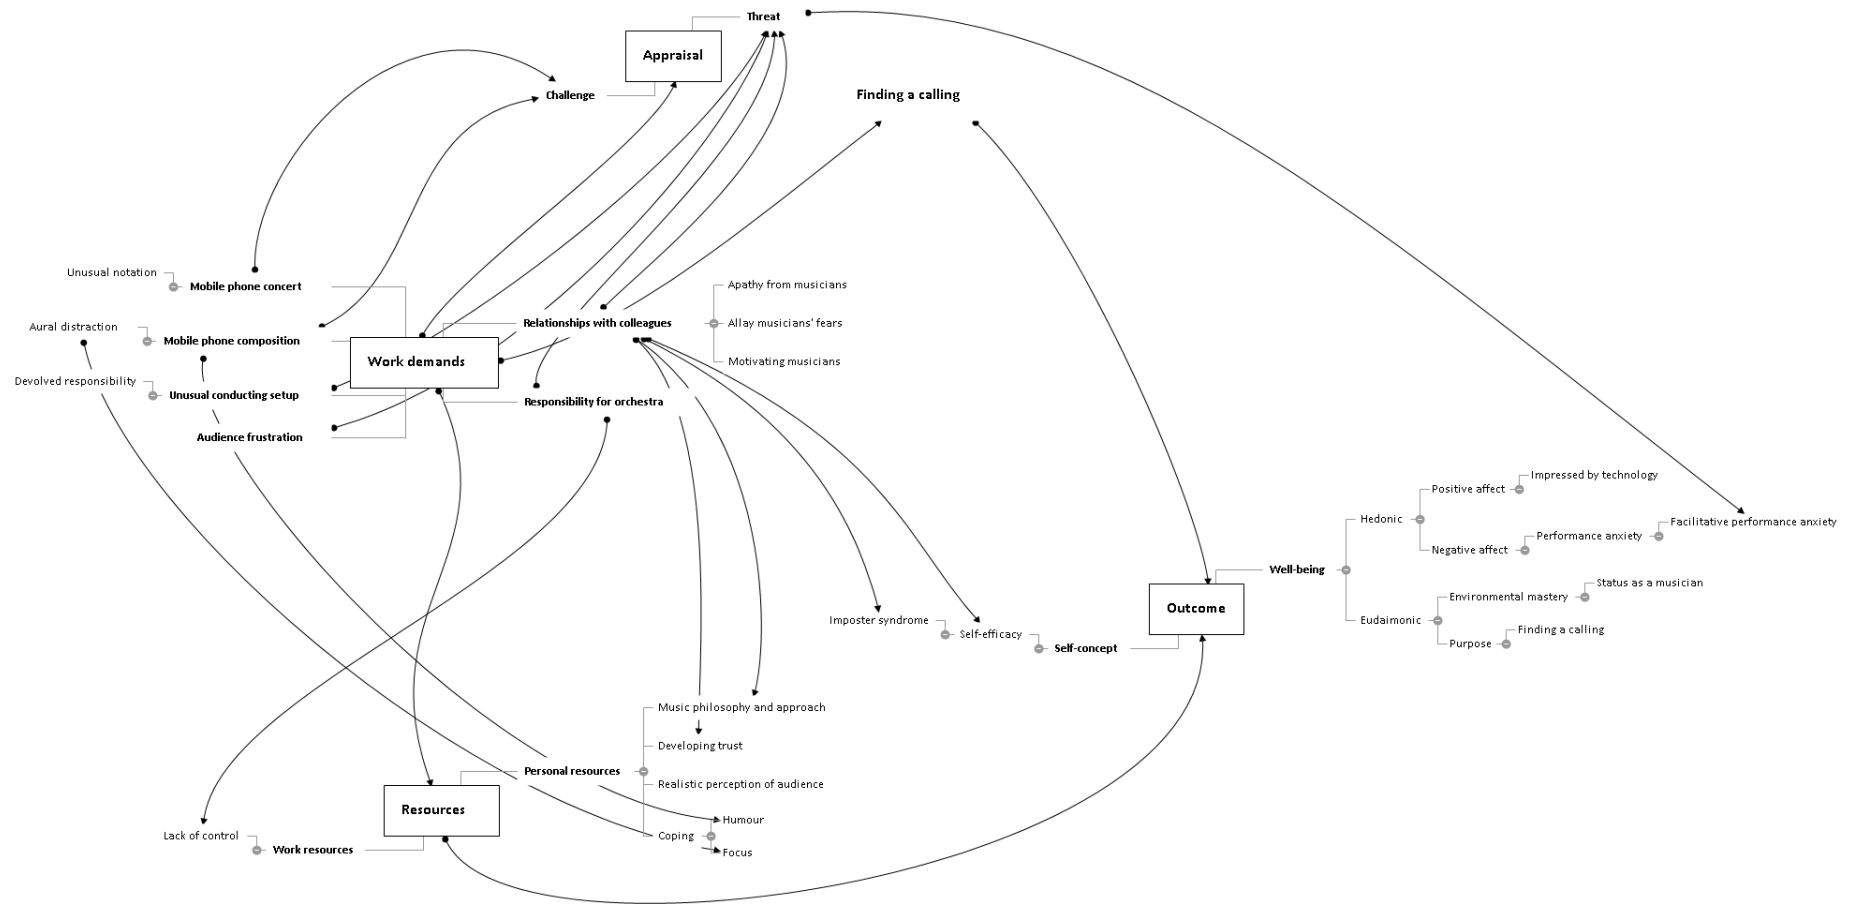 Threat
Appraisal
Challenge
Finding a calling
Unusual notation
Mobile phone concert
Aural distraction
Mobile phone composition
Devolved responsibility
Unusual conducting setup
Audience frustration
Work demands
Relationships with colleagues
Apathy from musicians
Allay musicians' fears
Motivating musicians
Responsibility for orchestra
Impressed by technology
Positive affect
Hedonic
Facilitative performance anxiety
Performance anxiety
Negative affect
Well-being
Status as a musician
Environmental mastery
Eudaimonic
Finding a calling
Purpose
Outcome
Imposter syndrome
Self-efficacy
Self-concept
Music philosophy and approach
Developing trust
Personal resources
Realistic perception of audience
Resources
Humour
Coping
Focus
Lack of control
Work resources